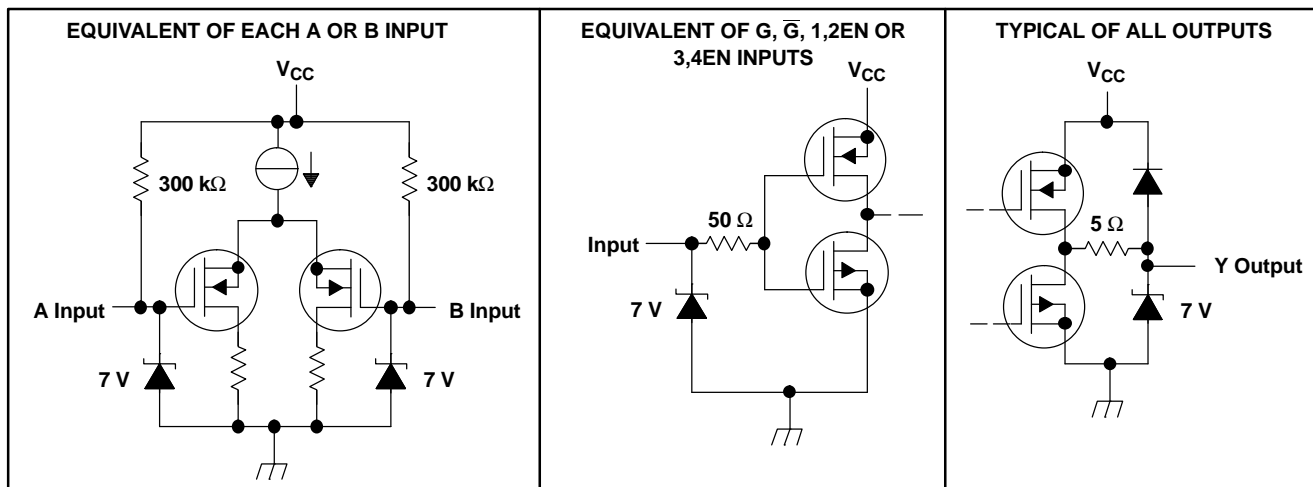 EQUIVALENT OF EACH A OR B INPUT
VCC
300 kΩ
300 kΩ
A Input
B Input
7 V
7 V
EQUIVALENT OF G, G̅, 1,2EN OR
3,4EN INPUTS
VCC
50 Ω
Input
7 V
TYPICAL OF ALL OUTPUTS
VCC
5 Ω
Y Output
7 V